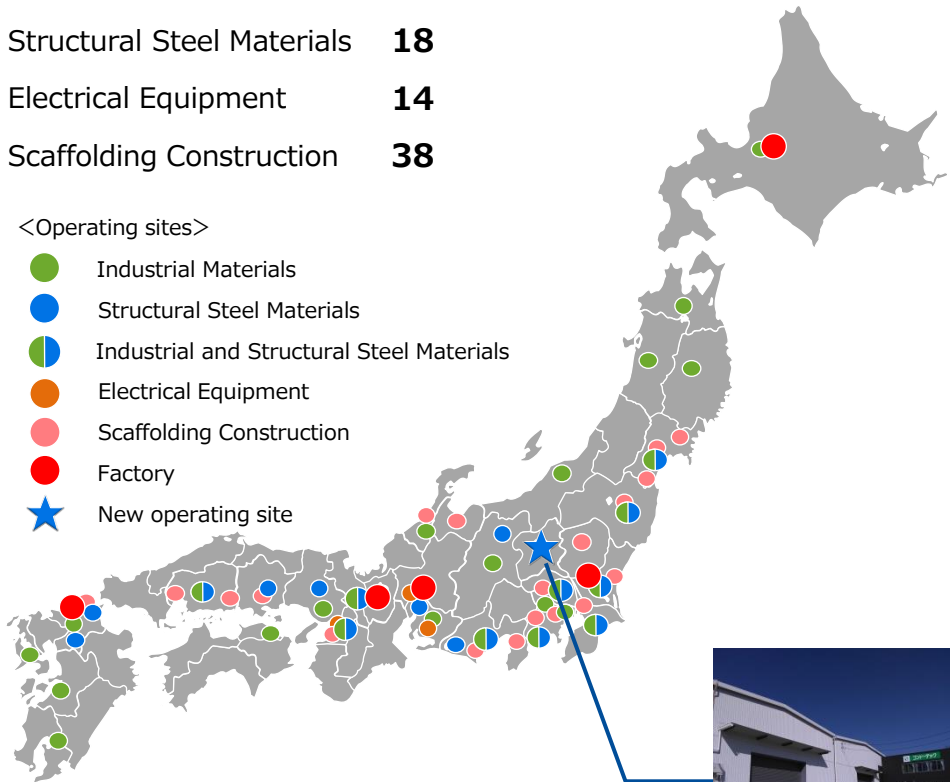 Structural Steel Materials 18
Electrical Equipment 14
Scaffolding Construction 38
<Operating sites>
Industrial Materials
Structural Steel Materials
Industrial and Structural Steel Materials
Electrical Equipment
Scaffolding Construction
Factory
New operating site